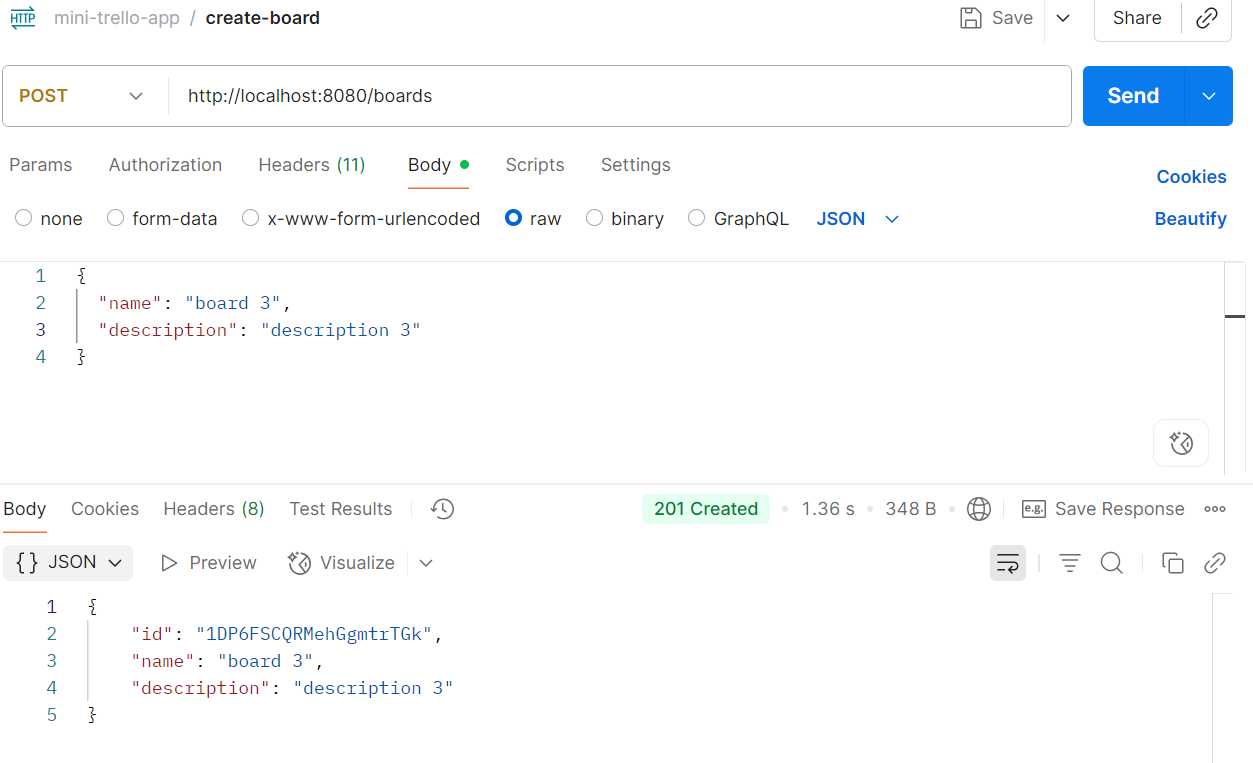 HTTP mini-trello-app / create-board Save Share
POST http://localhost:8080/boards Send
Params Authorization Headers (11) Body Scripts Settings Cookies
none form-data x-www-form-urlencoded raw binary GraphQL JSON Beautify
1 {
2 "name": "board 3",
3 "description": "description 3"
4 }
Body Cookies Headers (8) Test Results 201 Created • 1.36 s • 348 B • e.g. Save Response
{} JSON Preview Visualize
1 {
2 "id": "1DP6FSCQRMehGgmtrTGk",
3 "name": "board 3",
4 "description": "description 3"
5 }